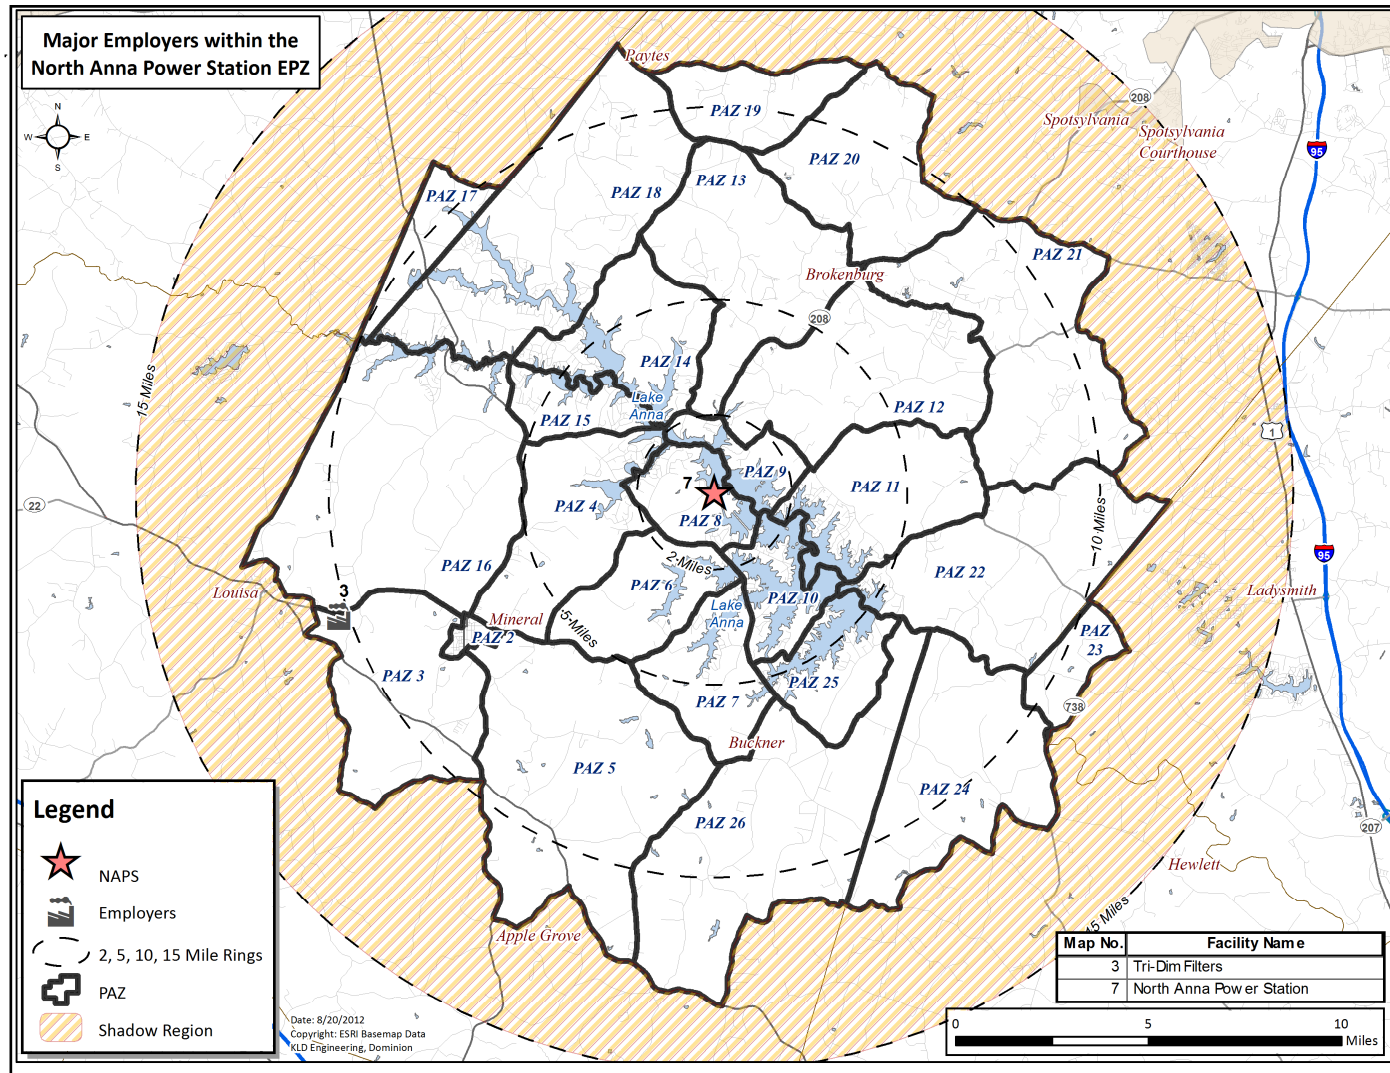 Major Employers within the
North Anna Power Station EPZ
N
W
E
S
Paytes
208
Spotsylvania
Spotsylvania
Courthouse
95
PAZ 19
PAZ 20
PAZ 13
PAZ 18
PAZ 17
PAZ 21
Brokenburg
208
15 Miles
PAZ 14
Lake
Anna
PAZ 15
PAZ 12
1
PAZ 9
7
PAZ 11
PAZ 4
PAZ 8
22
10 Miles
95
2-Miles
PAZ 16
PAZ 6
PAZ 22
PAZ 10
Lake
Anna
Louisa
3
Mineral
PAZ 2
5-Miles
Ladysmith
PAZ
23
PAZ 3
PAZ 25
PAZ 7
738
Buckner
PAZ 5
PAZ 24
PAZ 26
207
Hewlett
Apple Grove
15 Miles
Legend
NAPS
Employers
2, 5, 10, 15 Mile Rings
PAZ
Shadow Region
Date: 8/20/2012
Copyright: ESRI Basemap Data
KLD Engineering, Dominion
Map No. Facility Name
3 Tri-Dim Filters
7 North Anna Power Station
0 5 10
Miles